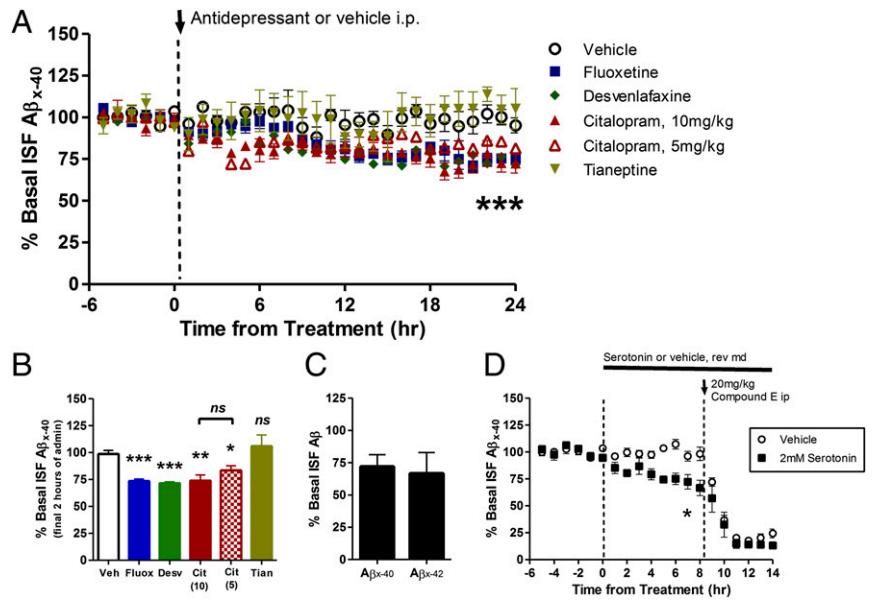 A
Antidepressant or vehicle i.p.
% Basal ISF Aβx-40
150
125
100
75
50
25
0
-6
0
6
12
18
24
Time from Treatment (hr)
***
Vehicle
Fluoxetine
Desvenlafaxine
Citalopram, 10mg/kg
Citalopram, 5mg/kg
Tianeptine
B
% Basal ISF Aβx-40
(final 2 hours of admin)
150
125
100
75
50
25
0
***
***
**
ns
*
ns
Veh
Fluox
Desv
Cit
(10)
Cit
(5)
Tian
C
% Basal ISF Aβ
125
100
75
50
25
0
Aβx-40
Aβx-42
D
Serotonin or vehicle, rev md
20mg/kg
Compound E ip
% Basal ISF Aβx-40
150
125
100
75
50
25
0
*
-6
-4
-2
0
2
4
6
8
10
12
14
Time from Treatment (hr)
Vehicle
2mM Serotonin